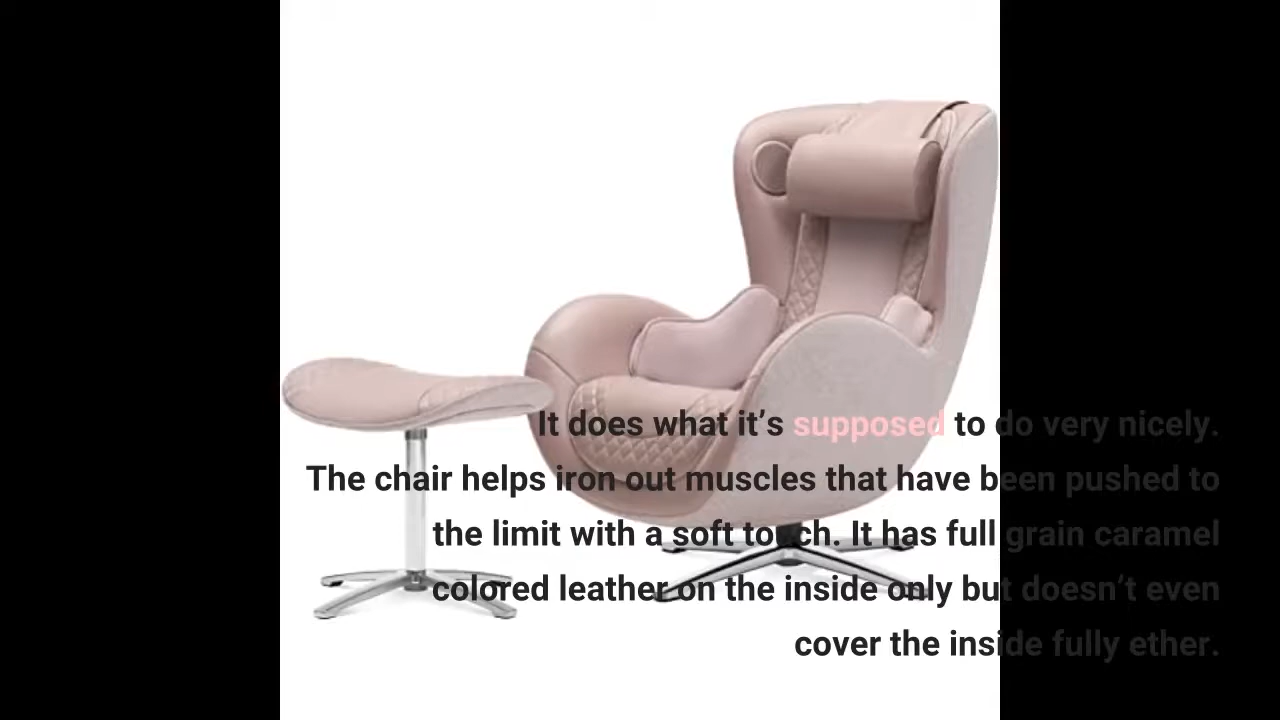 It does what it’s supposed to do very nicely.
The chair helps iron out muscles that have been pushed to
the limit with a soft touch. It has full grain caramel
colored leather on the inside only but doesn’t even
cover the inside fully ether.